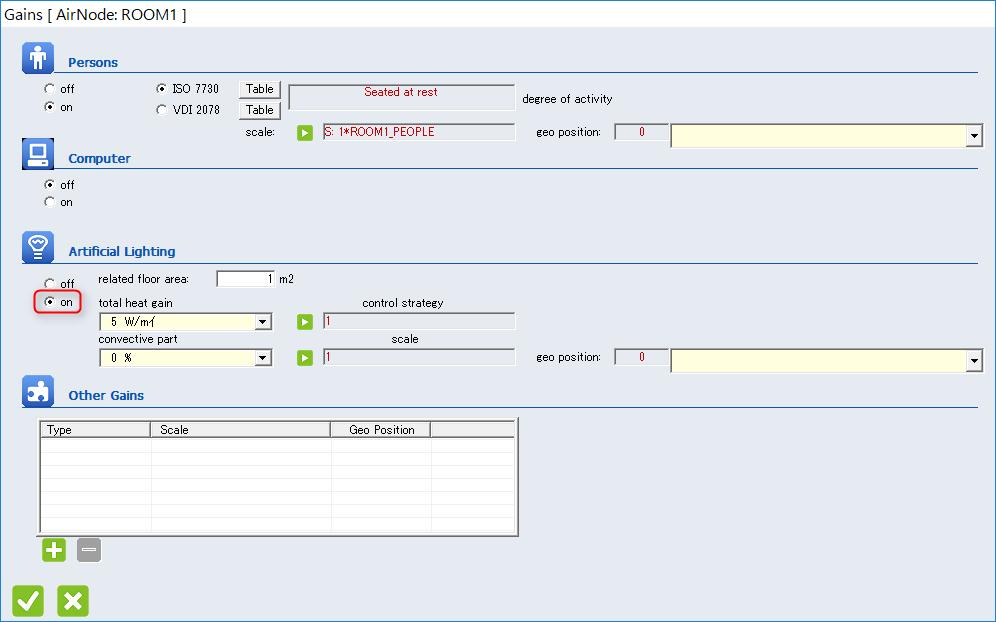 Gains [ AirNode: ROOM1 ]
Persons
off
on
ISO 7730
Table
VDI 2078
Table
Seated at rest
degree of activity
scale:
S: 1*ROOM1_PEOPLE
geo position:
0
Computer
off
on
Artificial Lighting
off
on
related floor area:
1
m2
total heat gain
control strategy
5 W/mｲ
1
convective part
scale
0 %
1
geo position:
0
Other Gains
Type
Scale
Geo Position